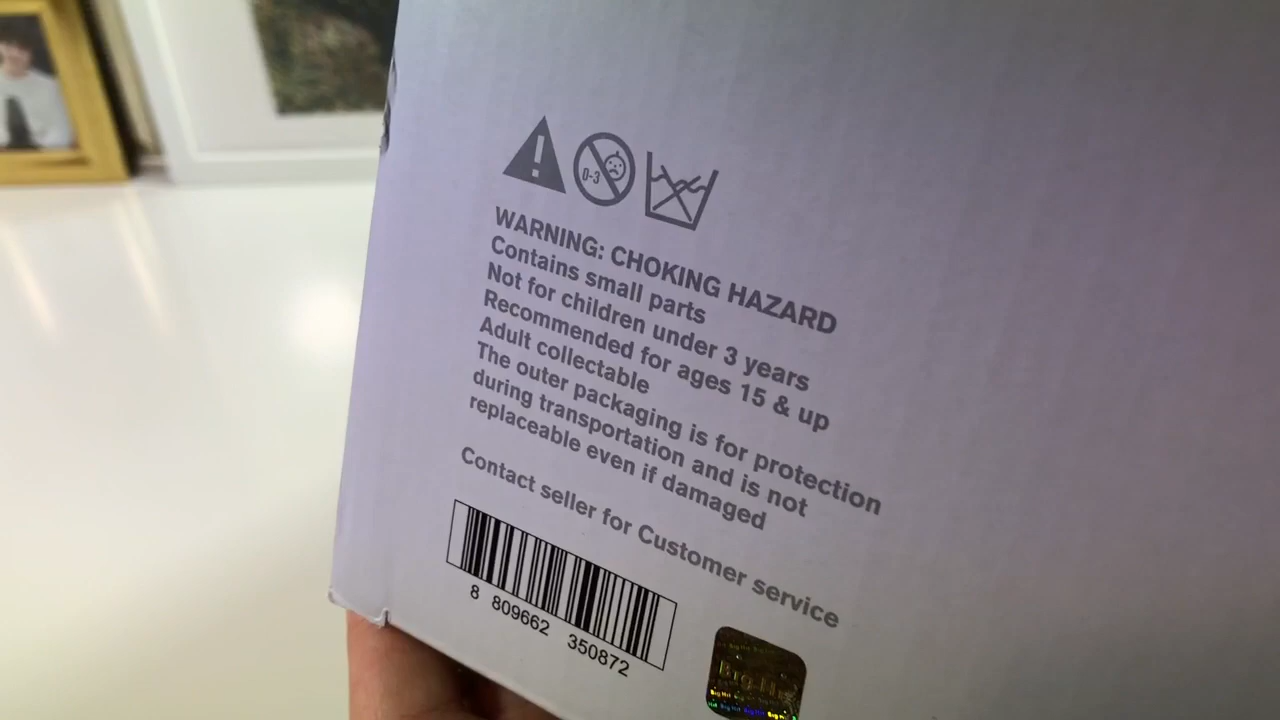 0-3
WARNING: CHOKING HAZARD
Contains small parts
Not for children under 3 years
Recommended for ages 15 & up
Adult collectable
The outer packaging is for protection
during transportation and is not
replaceable even if damaged
Contact seller for Customer service
8 809662 350872
Big Hit